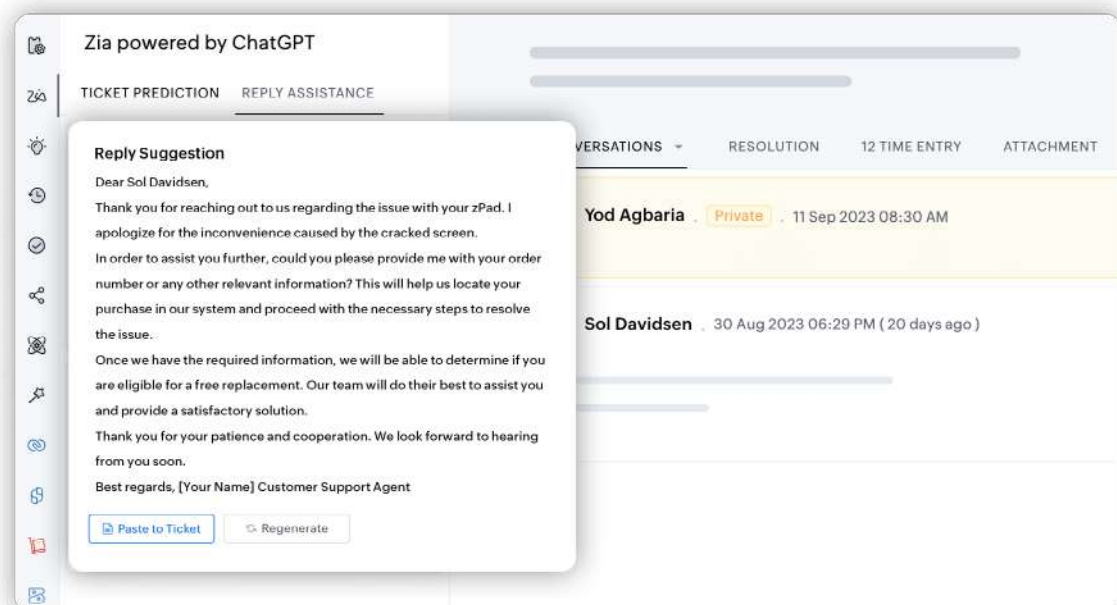 Zia powered by ChatGPT
TICKET PREDICTION REPLY ASSISTANCE
Reply Suggestion
Dear Sol Davidsen,
Thank you for reaching out to us regarding the issue with your zPad. I
apologize for the inconvenience caused by the cracked screen.
In order to assist you further, could you please provide me with your order
number or any other relevant information? This will help us locate your
purchase in our system and proceed with the necessary steps to resolve
the issue.
Once we have the required information, we will be able to determine if you
are eligible for a free replacement. Our team will do their best to assist you
and provide a satisfactory solution.
Thank you for your patience and cooperation. We look forward to hearing
from you soon.
Best regards, [Your Name] Customer Support Agent
Paste to Ticket Regenerate
VERSATIONS RESOLUTION 12 TIME ENTRY ATTACHMENT
Yod Agbaria . Private . 11 Sep 2023 08:30 AM
Sol Davidsen . 30 Aug 2023 06:29 PM ( 20 days ago )
Zia